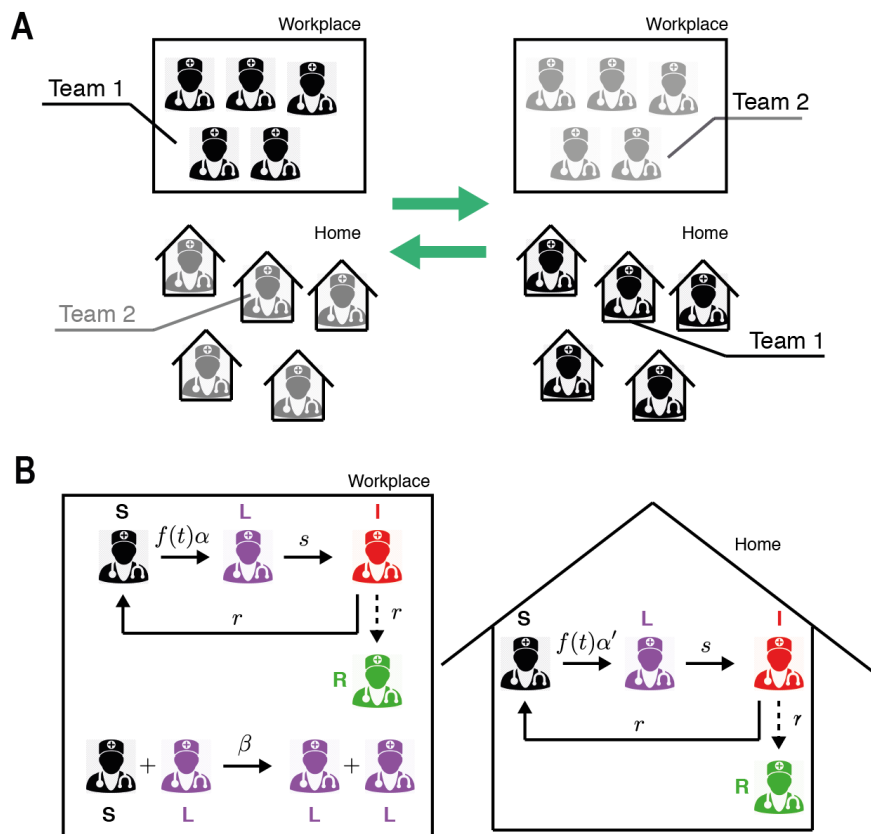 A
Workplace
Workplace
Team 1
Team 2
Home
Home
Team 2
Team 1
B
Workplace
S
f(t)α
L
s
I
r
r
R
β
S
+
L
L
+
L
Home
S
f(t)α′
L
s
I
r
r
R